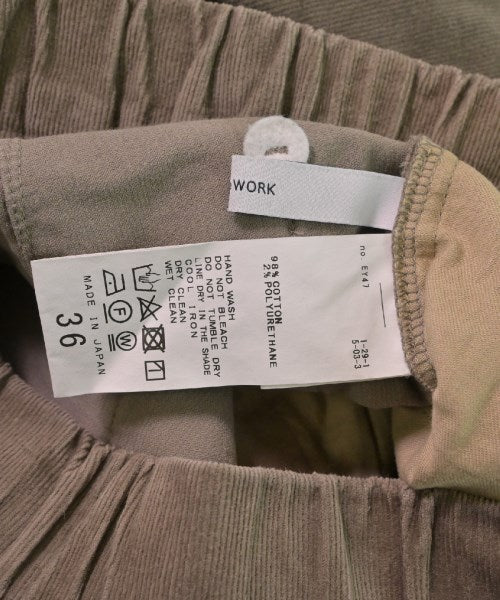 WORK
no. EY47
1-29-1
5-03-3
98% COTTON
2% POLYURETHANE
HAND WASH
DO NOT BLEACH
DO NOT TUMBLE DRY
LINE DRY IN THE SHADE
COOL IRON
DRY CLEAN
WET CLEAN
F
W
MADE IN JAPAN
36